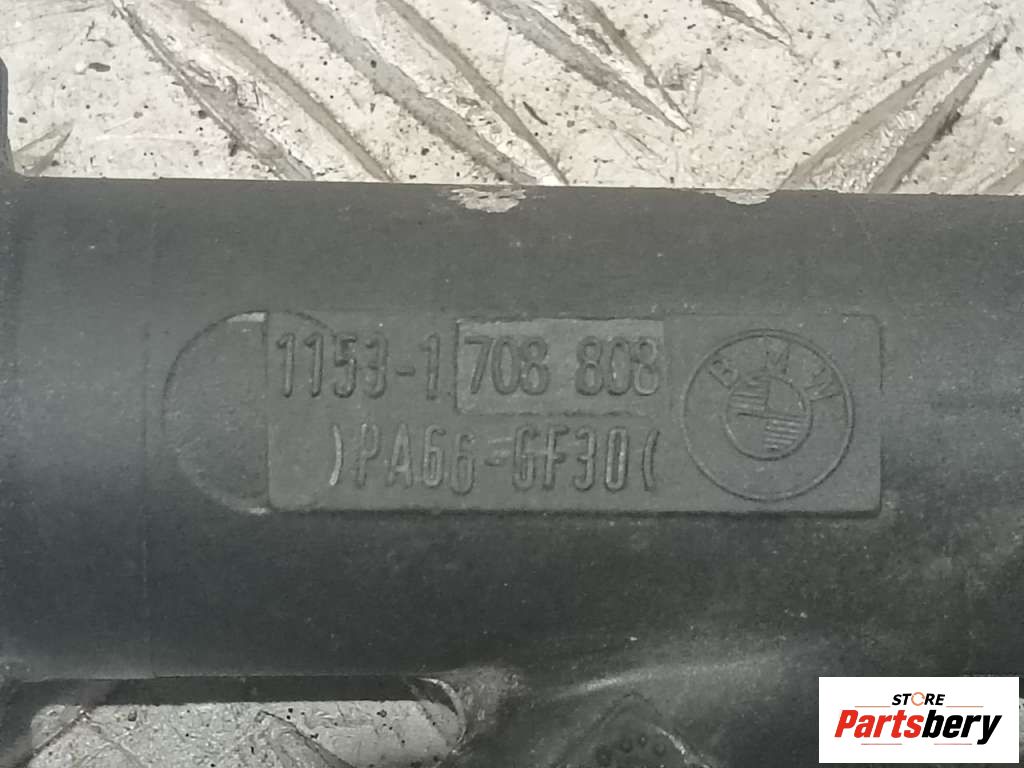 1153-1 708 808
)PA66-GF30(
BMW
STORE
Partsbery